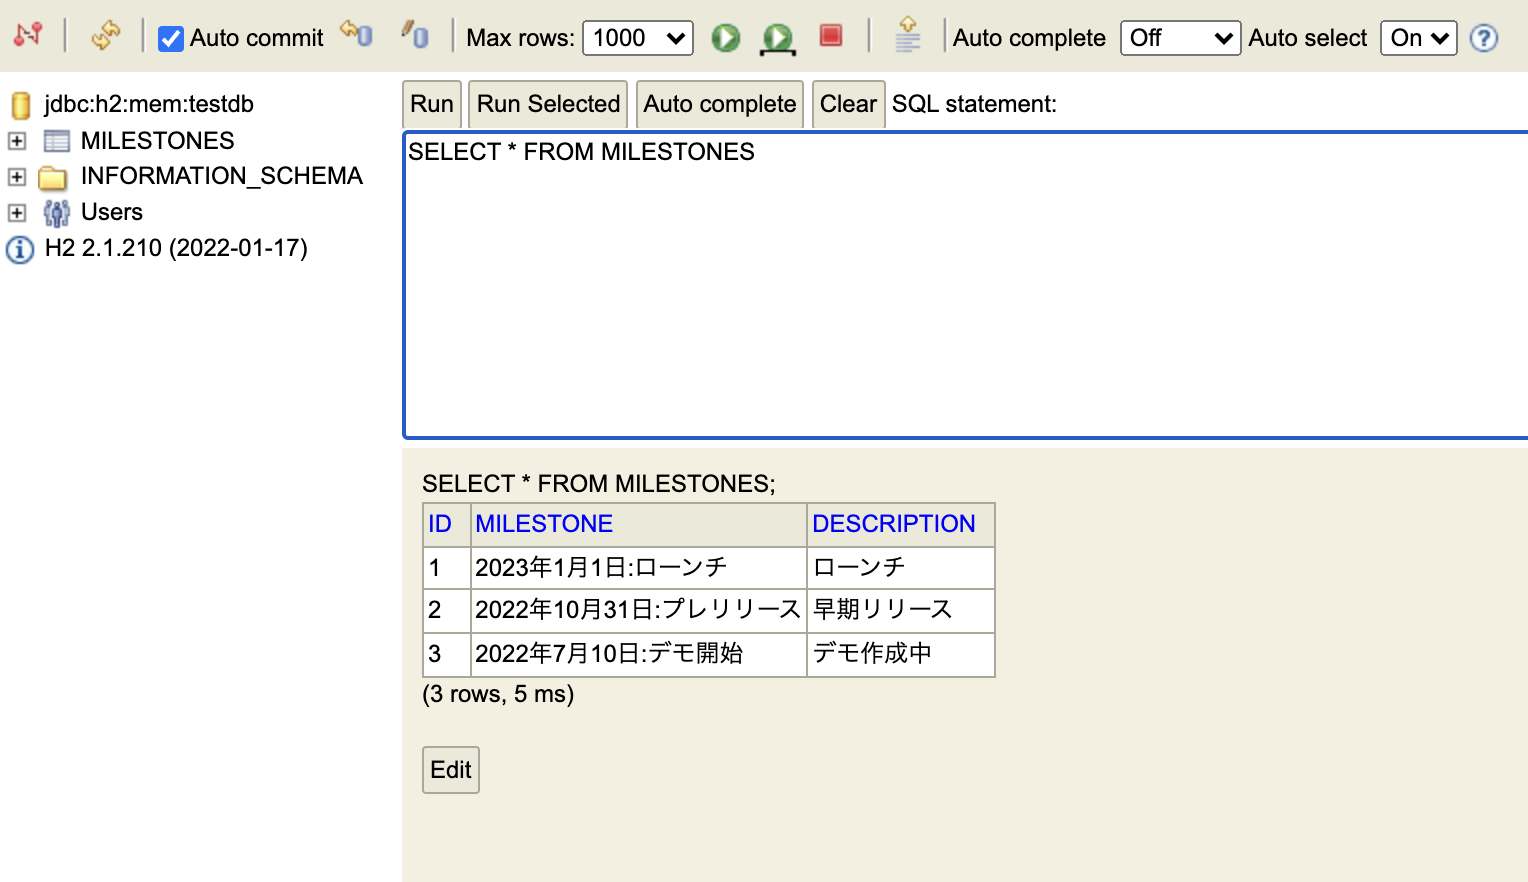 Auto commit Max rows: 1000 Auto complete Off Auto select On ?
jdbc:h2:mem:testdb
MILESTONES
INFORMATION_SCHEMA
Users
H2 2.1.210 (2022-01-17)
Run Run Selected Auto complete Clear SQL statement:
SELECT * FROM MILESTONES
SELECT * FROM MILESTONES;
ID MILESTONE DESCRIPTION
1 2023年1月1日:ローンチ ローンチ
2 2022年10月31日:プレリリース 早期リリース
3 2022年7月10日:デモ開始 デモ作成中
(3 rows, 5 ms)
Edit